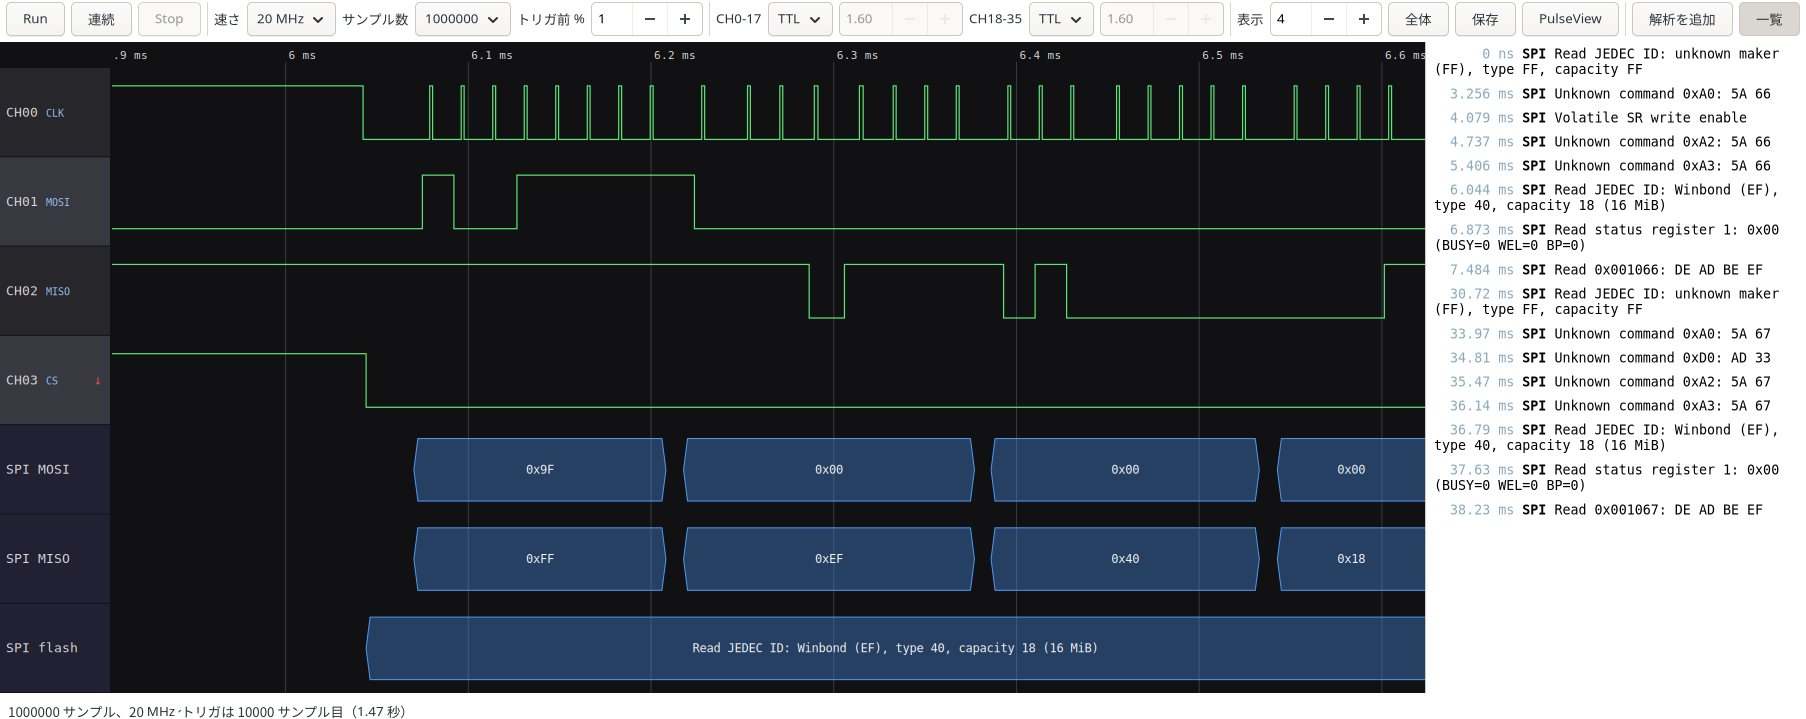 Run 連続 Stop 速さ 20 MHz サンプル数 1000000 トリガ前 % 1 − + CH0-17 TTL 1.60 − + CH18-35 TTL 1.60 − + 表示 4 − + 全体 保存 PulseView 解析を追加 一覧
.9 ms 6 ms 6.1 ms 6.2 ms 6.3 ms 6.4 ms 6.5 ms 6.6 ms
CH00 CLK
CH01 MOSI
CH02 MISO
CH03 CS ↓
SPI MOSI 0x9F 0x00 0x00 0x00
SPI MISO 0xFF 0xEF 0x40 0x18
SPI flash Read JEDEC ID: Winbond (EF), type 40, capacity 18 (16 MiB)
0 ns SPI Read JEDEC ID: unknown maker
(FF), type FF, capacity FF
3.256 ms SPI Unknown command 0xA0: 5A 66
4.079 ms SPI Volatile SR write enable
4.737 ms SPI Unknown command 0xA2: 5A 66
5.406 ms SPI Unknown command 0xA3: 5A 66
6.044 ms SPI Read JEDEC ID: Winbond (EF),
type 40, capacity 18 (16 MiB)
6.873 ms SPI Read status register 1: 0x00
(BUSY=0 WEL=0 BP=0)
7.484 ms SPI Read 0x001066: DE AD BE EF
30.72 ms SPI Read JEDEC ID: unknown maker
(FF), type FF, capacity FF
33.97 ms SPI Unknown command 0xA0: 5A 67
34.81 ms SPI Unknown command 0xD0: AD 33
35.47 ms SPI Unknown command 0xA2: 5A 67
36.14 ms SPI Unknown command 0xA3: 5A 67
36.79 ms SPI Read JEDEC ID: Winbond (EF),
type 40, capacity 18 (16 MiB)
37.63 ms SPI Read status register 1: 0x00
(BUSY=0 WEL=0 BP=0)
38.23 ms SPI Read 0x001067: DE AD BE EF
1000000 サンプル、20 MHz・トリガは 10000 サンプル目（1.47 秒）